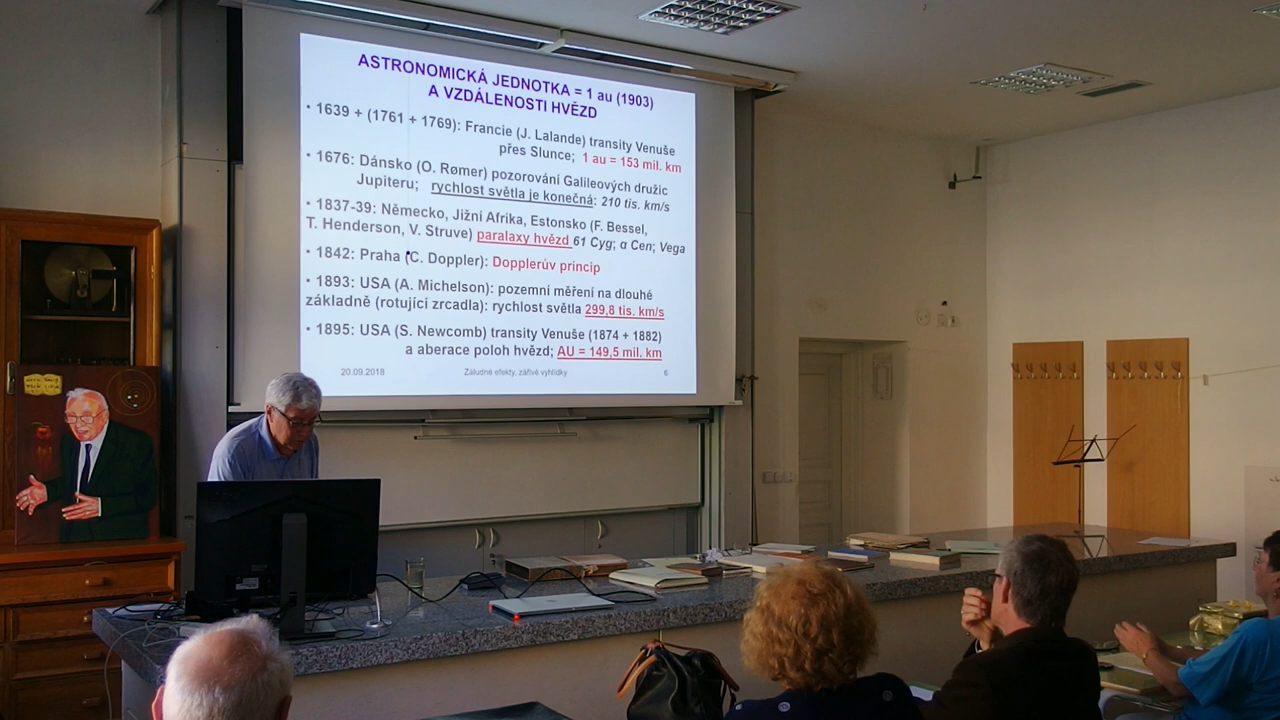 ASTRONOMICKÁ JEDNOTKA = 1 au (1903)
A VZDÁLENOSTI HVĚZD
• 1639 + (1761 + 1769): Francie (J. Lalande) transity Venuše
přes Slunce; 1 au = 153 mil. km
• 1676: Dánsko (O. Rømer) pozorování Galileových družic
Jupiteru; rychlost světla je konečná: 210 tis. km/s
• 1837-39: Německo, Jižní Afrika, Estonsko (F. Bessel,
T. Henderson, V. Struve) paralaxy hvězd 61 Cyg; α Cen; Vega
• 1842: Praha (C. Doppler): Dopplerův princip
• 1893: USA (A. Michelson): pozemní měření na dlouhé
základně (rotující zrcadla): rychlost světla 299,8 tis. km/s
• 1895: USA (S. Newcomb) transity Venuše (1874 + 1882)
a aberace poloh hvězd; AU = 149,5 mil. km
20.09.2018 Záludné efekty, zářivé vyhlídky 6